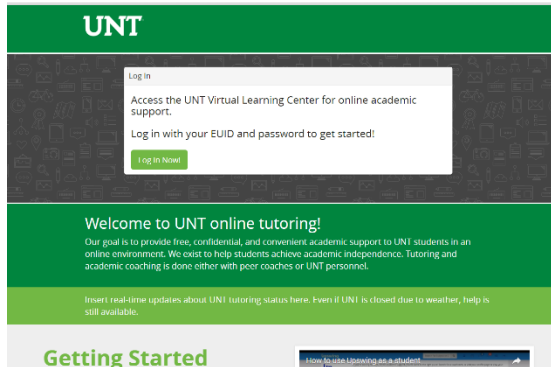 UNT
Log In
Access the UNT Virtual Learning Center for online academic
support.
Log in with your EUID and password to get started!
Log In Now!
Welcome to UNT online tutoring!
Our goal is to provide free, confidential, and convenient academic support to UNT students in an
online environment. We exist to help students achieve academic independence. Tutoring and
academic coaching is done either with peer coaches or UNT personnel.
Insert real-time updates about UNT tutoring status here. Even if UNT is closed due to weather, help is
still available.
Getting Started
How to use Upswing as a student